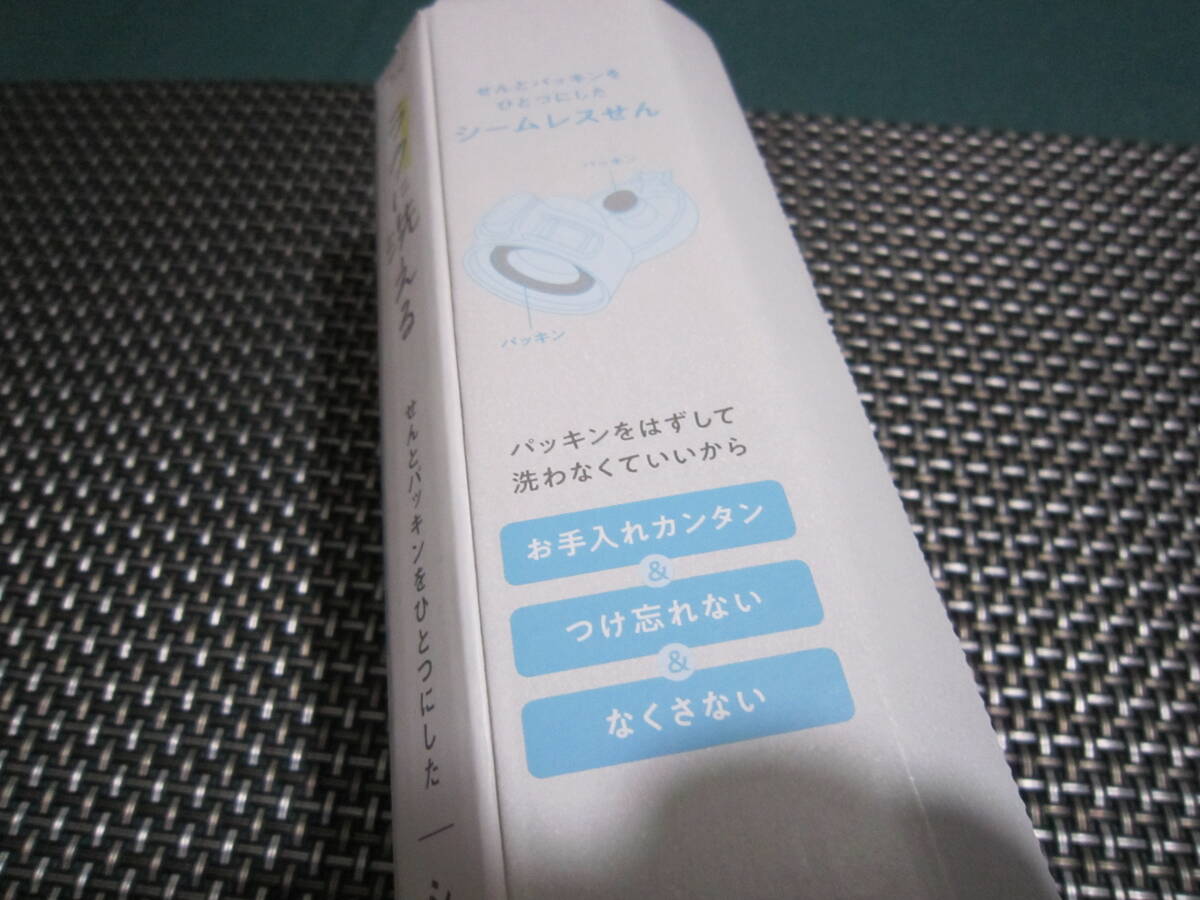 せんとパッキンを
ひとつにした
シームレスせん
パッキン
パッキン
パッキンをはずして
洗わなくていいから
お手入れカンタン
&
つけ忘れない
&
なくさない
ラクに洗える
せんとパッキンをひとつにした